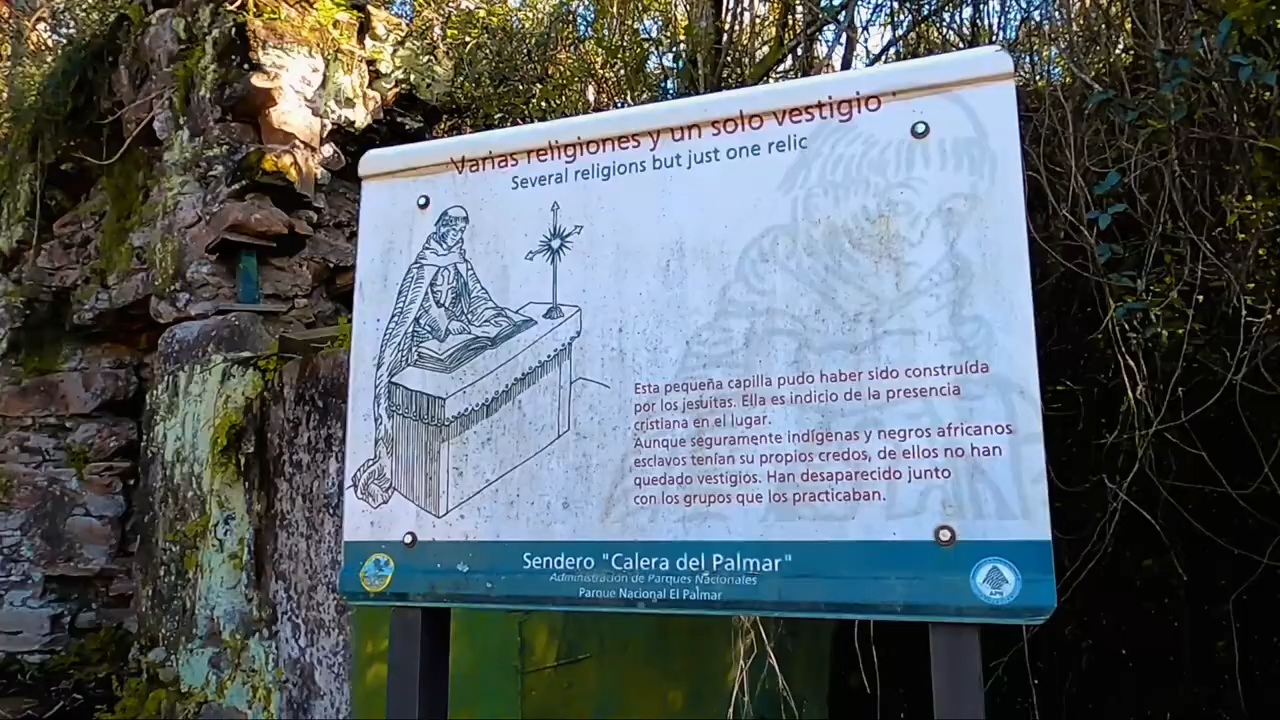 Varias religiones y un solo vestigio
Several religions but just one relic
Esta pequeña capilla pudo haber sido construída
por los jesuitas. Ella es indicio de la presencia
cristiana en el lugar.
Aunque seguramente indígenas y negros africanos
esclavos tenían su propios credos, de ellos no han
quedado vestigios. Han desaparecido junto
con los grupos que los practicaban.
Sendero "Calera del Palmar"
Administración de Parques Nacionales
Parque Nacional El Palmar